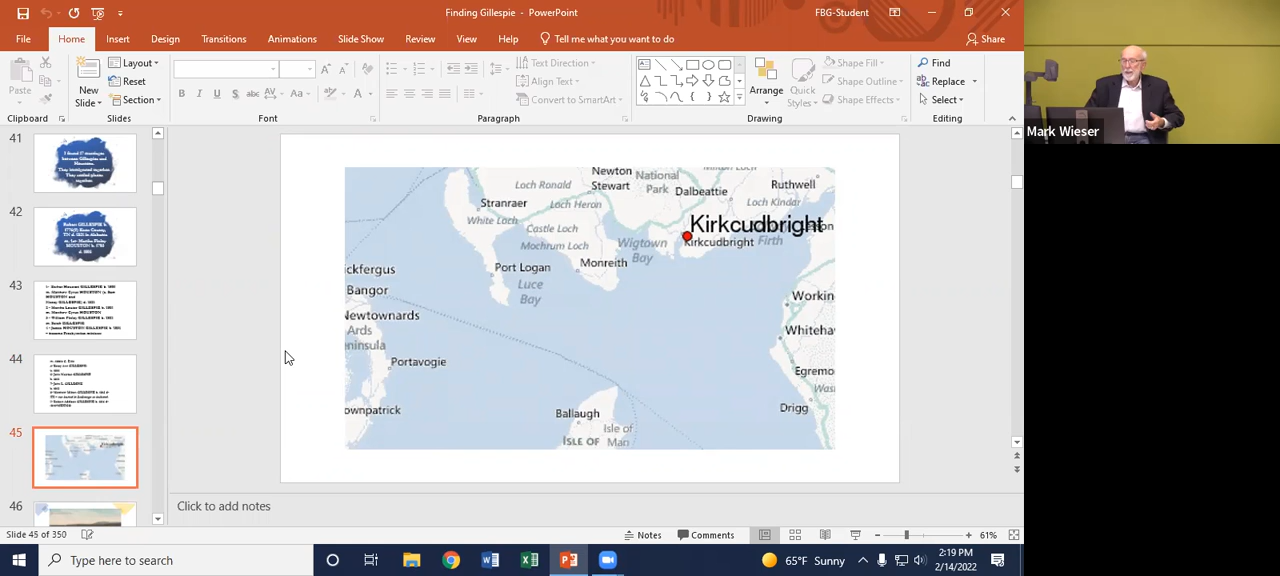 Finding Gillespie - PowerPoint
FBG-Student
File Home Insert Design Transitions Animations Slide Show Review View Help Tell me what you want to do Share
Paste
Clipboard
New
Slide
Layout
Reset
Section
Slides
B I U S abc AV Aa A
Font
Text Direction
Align Text
Convert to SmartArt
Paragraph
Arrange
Quick
Styles
Shape Fill
Shape Outline
Shape Effects
Drawing
Find
Replace
Select
Editing
Mark Wieser
41
42
43
44
45
46
Newton
Stewart
National
Park
Loch Ronald
Dalbeattie
Ruthwell
Stranraer
Loch Heron
Loch Kindar
White Loch
Castle Loch
Kirkcudbright
Mochrum Loch
Wigtown
Bay
Kirkcudbright
Firth
Monreith
Port Logan
Luce
Bay
ickfergus
Bangor
Newtownards
Ards
eninsula
Portavogie
ownpatrick
Workin
Whiteha
Egremo
Was
Drigg
Ballaugh
Isle of
Man
ISLE OF
Click to add notes
Slide 45 of 350
Notes
Comments
61%
Type here to search
65°F Sunny
2:19 PM
2/14/2022